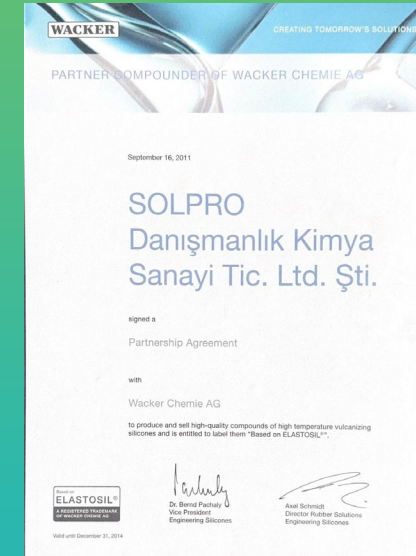 WACKER
CREATING TOMORROW'S SOLUTIONS
PARTNER COMPOUNDER OF WACKER CHEMIE AG
September 16, 2011
SOLPRO
Danışmanlık Kimya
Sanayi Tic. Ltd. Şti.
signed a
Partnership Agreement
with
Wacker Chemie AG
to produce and sell high-quality compounds of high temperature vulcanizing
silicones and is entitled to label them "Based on ELASTOSIL®".
Based on
ELASTOSIL®
A REGISTERED TRADEMARK
OF WACKER CHEMIE AG
Dr. Bernd Pachaly
Vice President
Engineering Silicones
Axel Schmidt
Director Rubber Solutions
Engineering Silicones
Valid until December 31, 2014